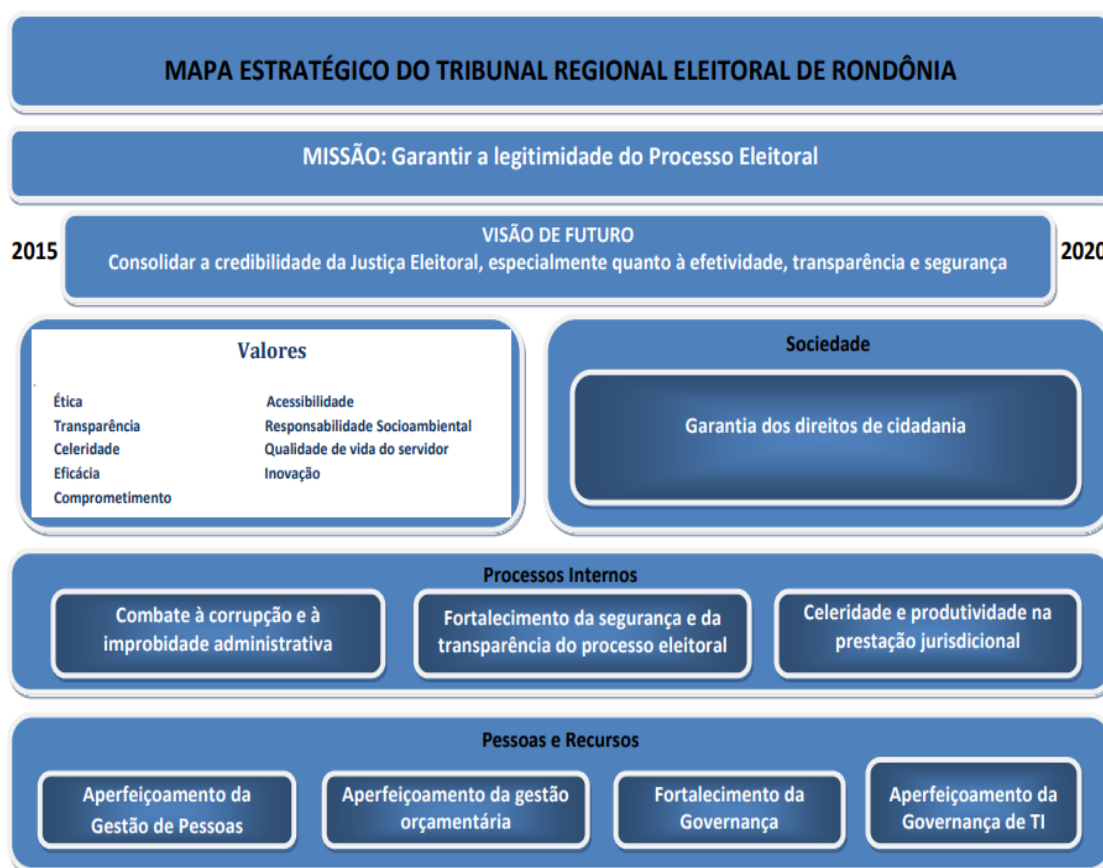 MAPA ESTRATÉGICO DO TRIBUNAL REGIONAL ELEITORAL DE RONDÔNIA
MISSÃO: Garantir a legitimidade do Processo Eleitoral
2015
VISÃO DE FUTURO
Consolidar a credibilidade da Justiça Eleitoral, especialmente quanto à efetividade, transparência e segurança
2020
Valores
Ética
Transparência
Celeridade
Eficácia
Comprometimento
Acessibilidade
Responsabilidade Socioambiental
Qualidade de vida do servidor
Inovação
Sociedade
Garantia dos direitos de cidadania
Processos Internos
Combate à corrupção e à
improbidade administrativa
Fortalecimento da segurança e da
transparência do processo eleitoral
Celeridade e produtividade na
prestação jurisdicional
Pessoas e Recursos
Aperfeiçoamento da
Gestão de Pessoas
Aperfeiçoamento da gestão
orçamentária
Fortalecimento da
Governança
Aperfeiçoamento da
Governança de TI